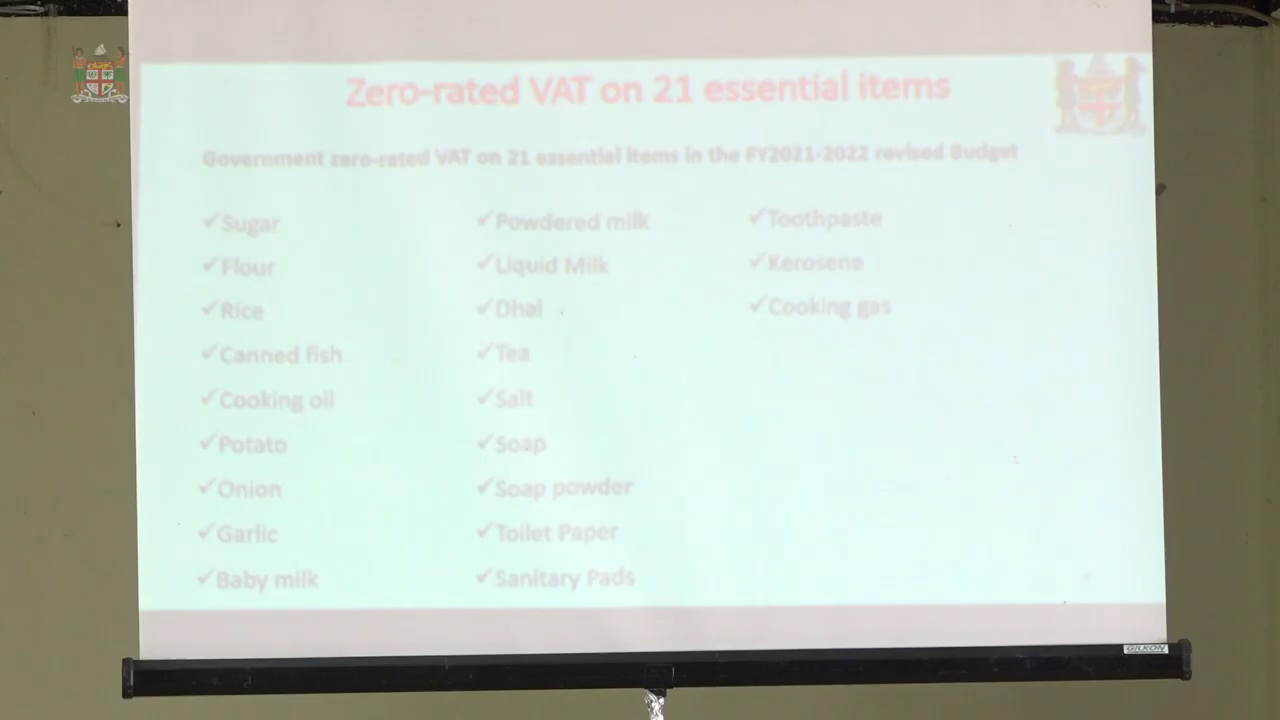 Zero-rated VAT on 21 essential items
Government zero-rated VAT on 21 essential items in the FY2021-2022 revised Budget
✓Sugar
✓Flour
✓Rice
✓Canned fish
✓Cooking oil
✓Potato
✓Onion
✓Garlic
✓Baby milk
✓Powdered milk
✓Liquid Milk
✓Dhal
✓Tea
✓Salt
✓Soap
✓Soap powder
✓Toilet Paper
✓Sanitary Pads
✓Toothpaste
✓Kerosene
✓Cooking gas
GILKON